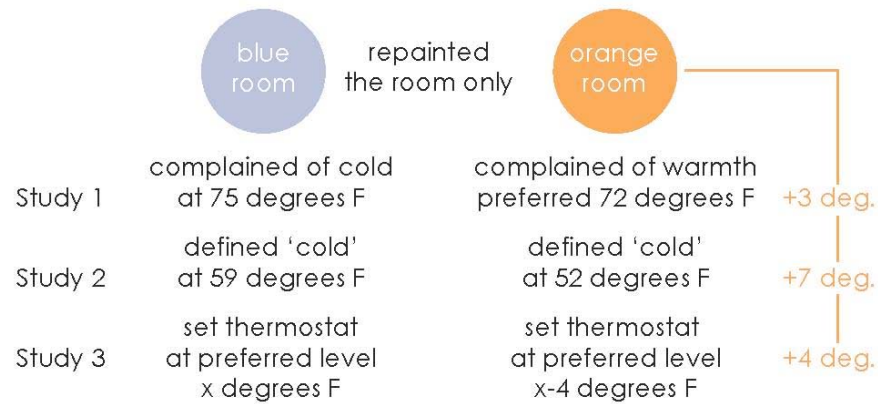 blue
room
repainted
the room only
orange
room
Study 1
complained of cold
at 75 degrees F
complained of warmth
preferred 72 degrees F
+3 deg.
Study 2
defined ‘cold’
at 59 degrees F
defined ‘cold’
at 52 degrees F
+7 deg.
Study 3
set thermostat
at preferred level
x degrees F
set thermostat
at preferred level
x-4 degrees F
+4 deg.